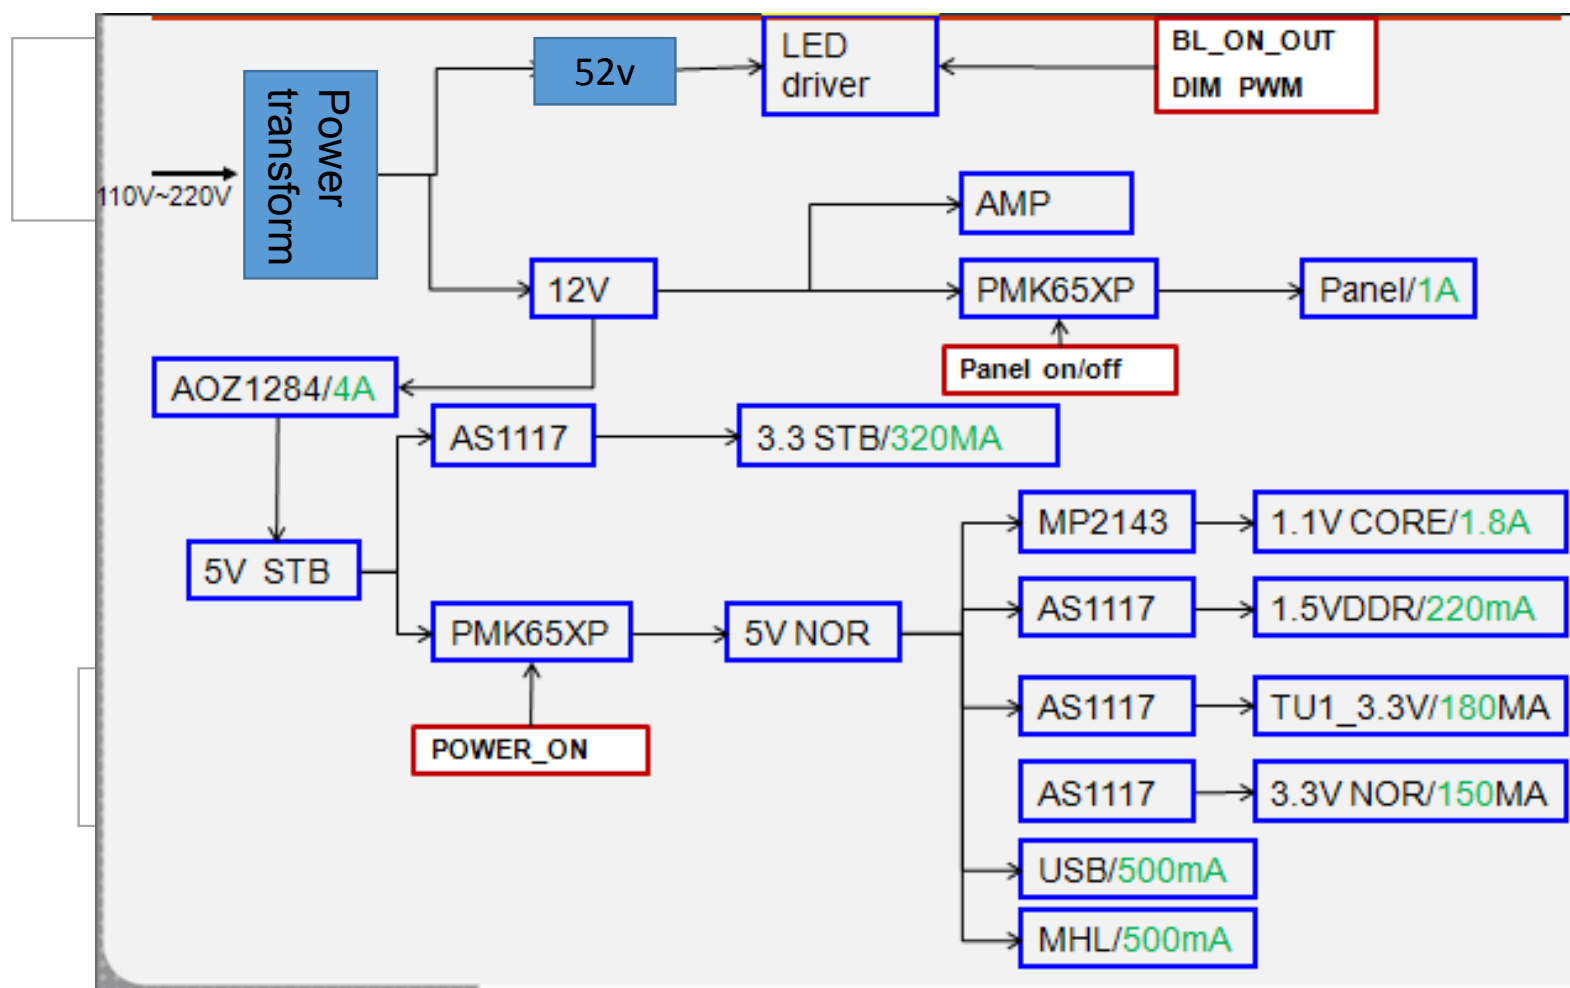 52v
LED
driver
BL_ON_OUT
DIM PWM
Power
transform
110V~220V
AMP
12V
PMK65XP
Panel/1A
Panel on/off
AOZ1284/4A
AS1117
3.3 STB/320MA
5V STB
PMK65XP
5V NOR
POWER_ON
MP2143
1.1V CORE/1.8A
AS1117
1.5VDDR/220mA
AS1117
TU1_3.3V/180MA
AS1117
3.3V NOR/150MA
USB/500mA
MHL/500mA